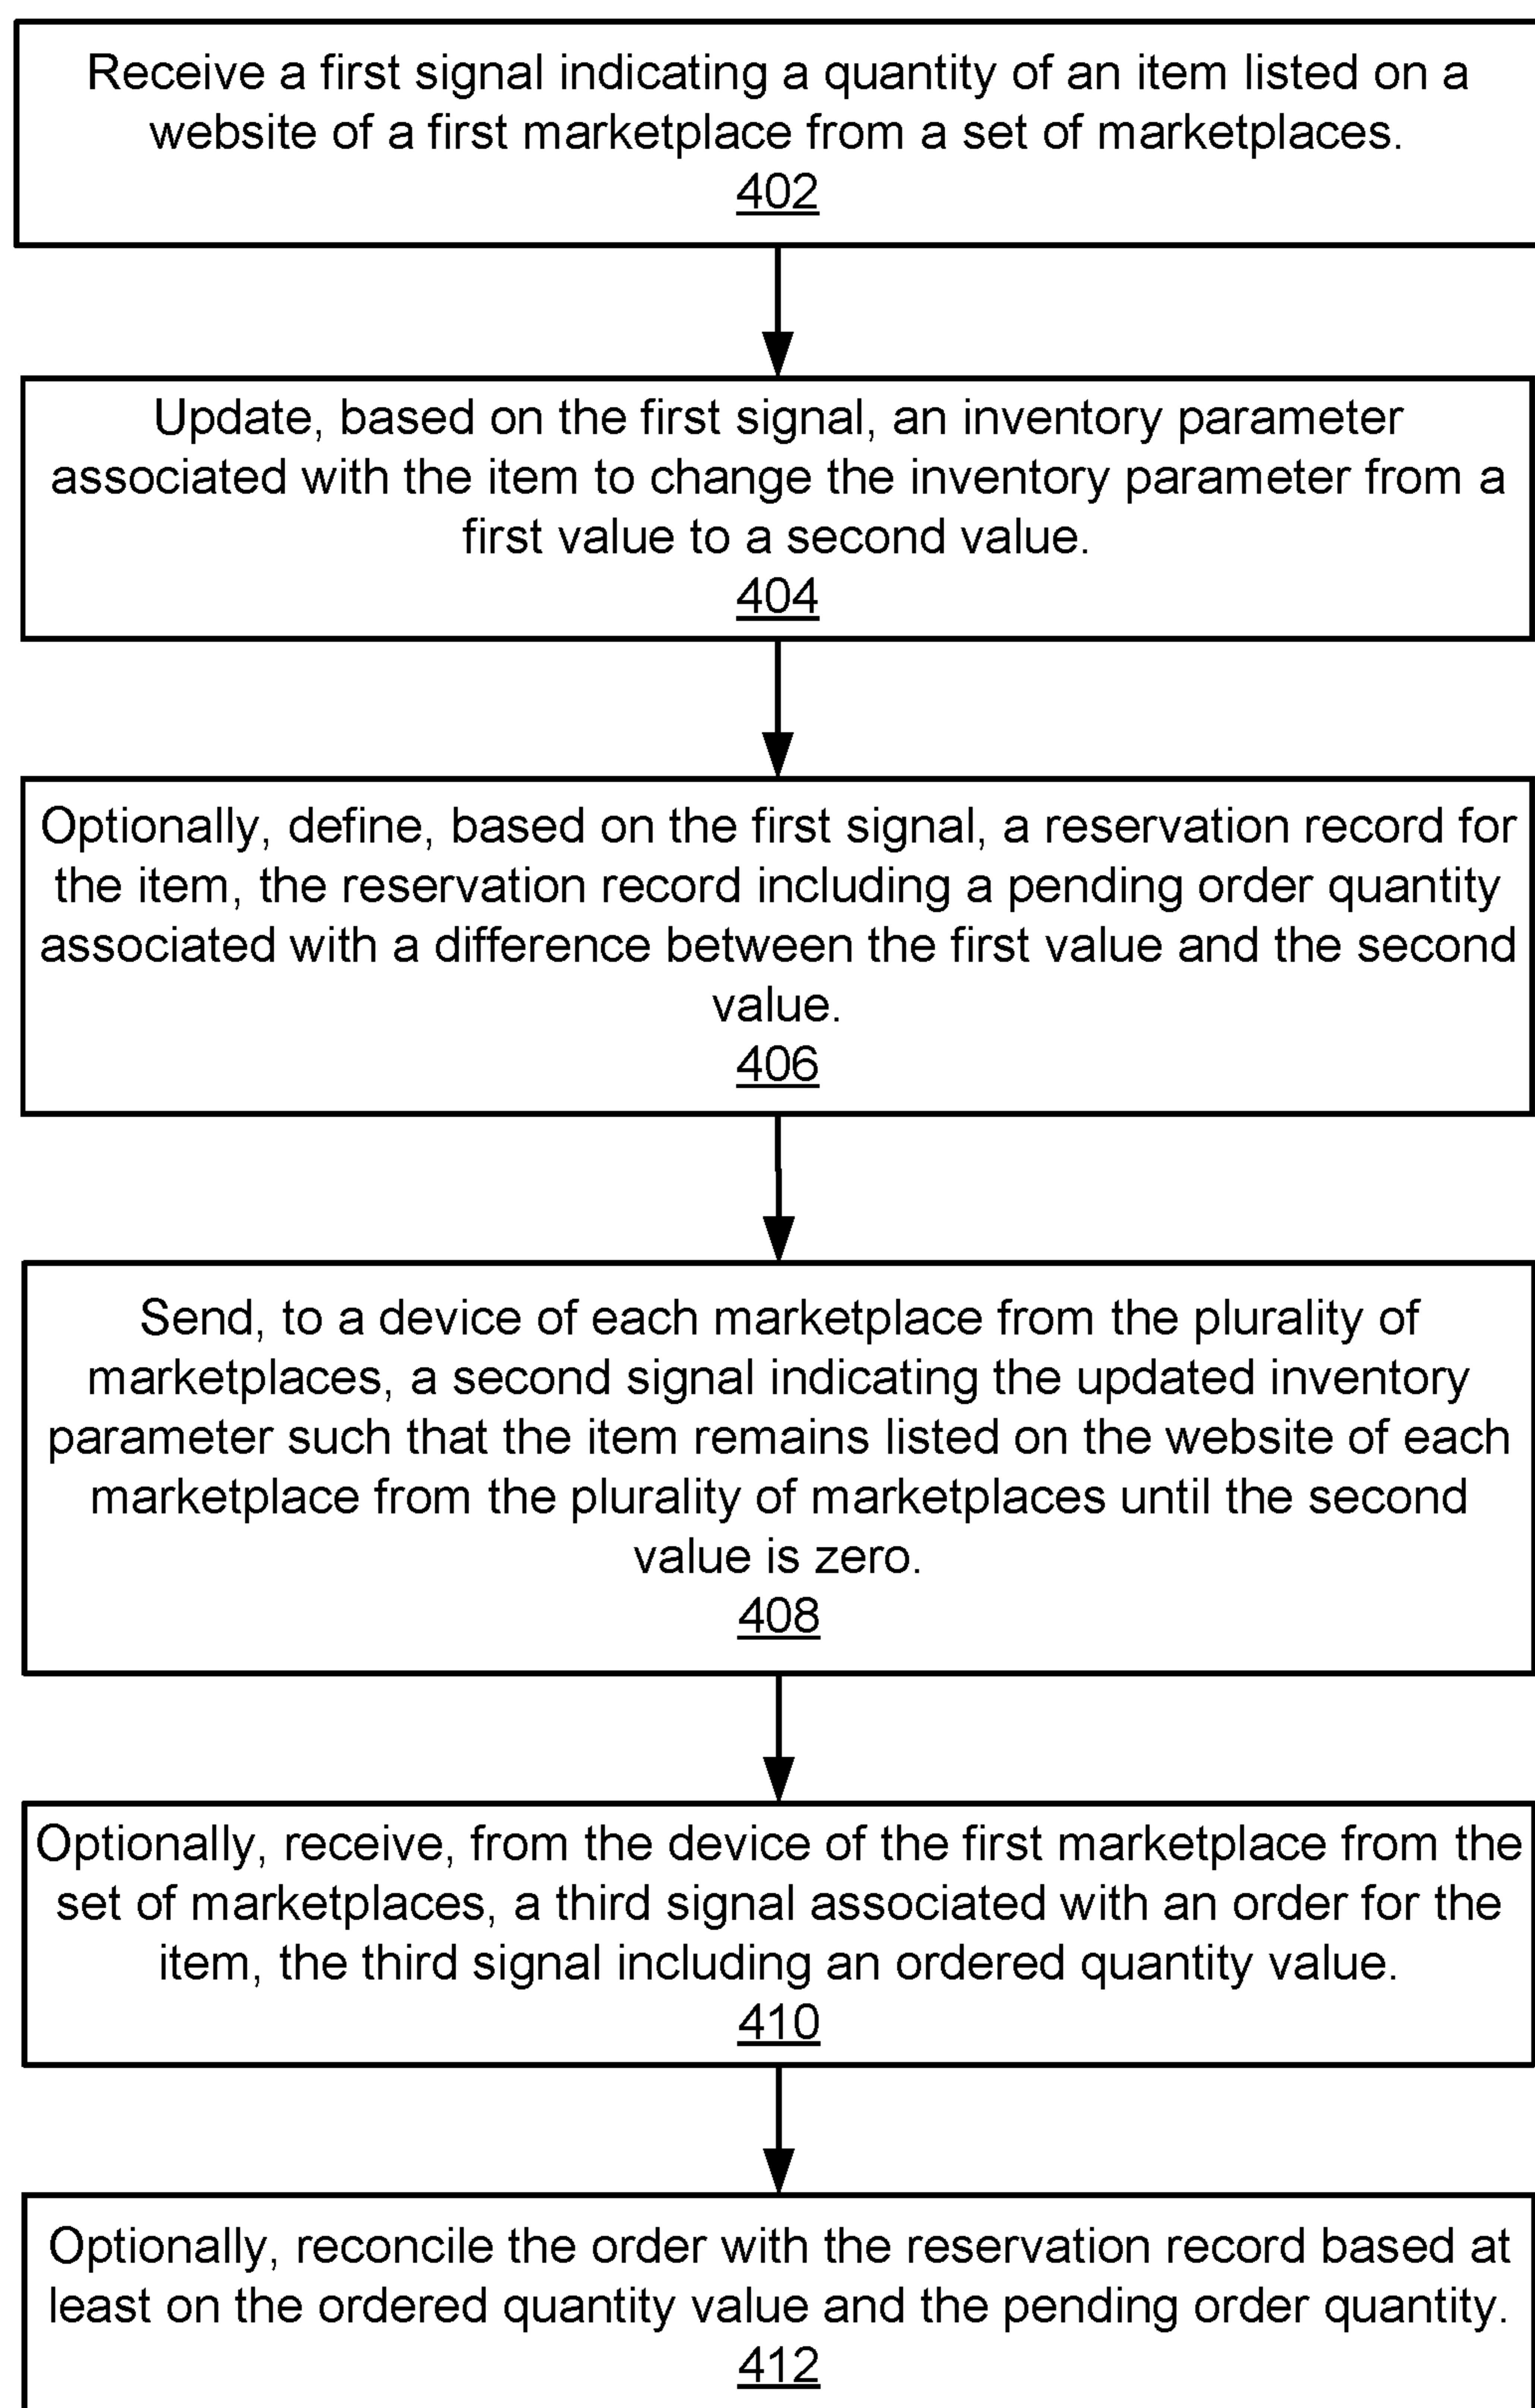 Receive a first signal indicating a quantity of an item listed on a
website of a first marketplace from a set of marketplaces.
402
Update, based on the first signal, an inventory parameter
associated with the item to change the inventory parameter from a
first value to a second value.
404
Optionally, define, based on the first signal, a reservation record for
the item, the reservation record including a pending order quantity
associated with a difference between the first value and the second
value.
406
Send, to a device of each marketplace from the plurality of
marketplaces, a second signal indicating the updated inventory
parameter such that the item remains listed on the website of each
marketplace from the plurality of marketplaces until the second
value is zero.
408
Optionally, receive, from the device of the first marketplace from the
set of marketplaces, a third signal associated with an order for the
item, the third signal including an ordered quantity value.
410
Optionally, reconcile the order with the reservation record based at
least on the ordered quantity value and the pending order quantity.
412